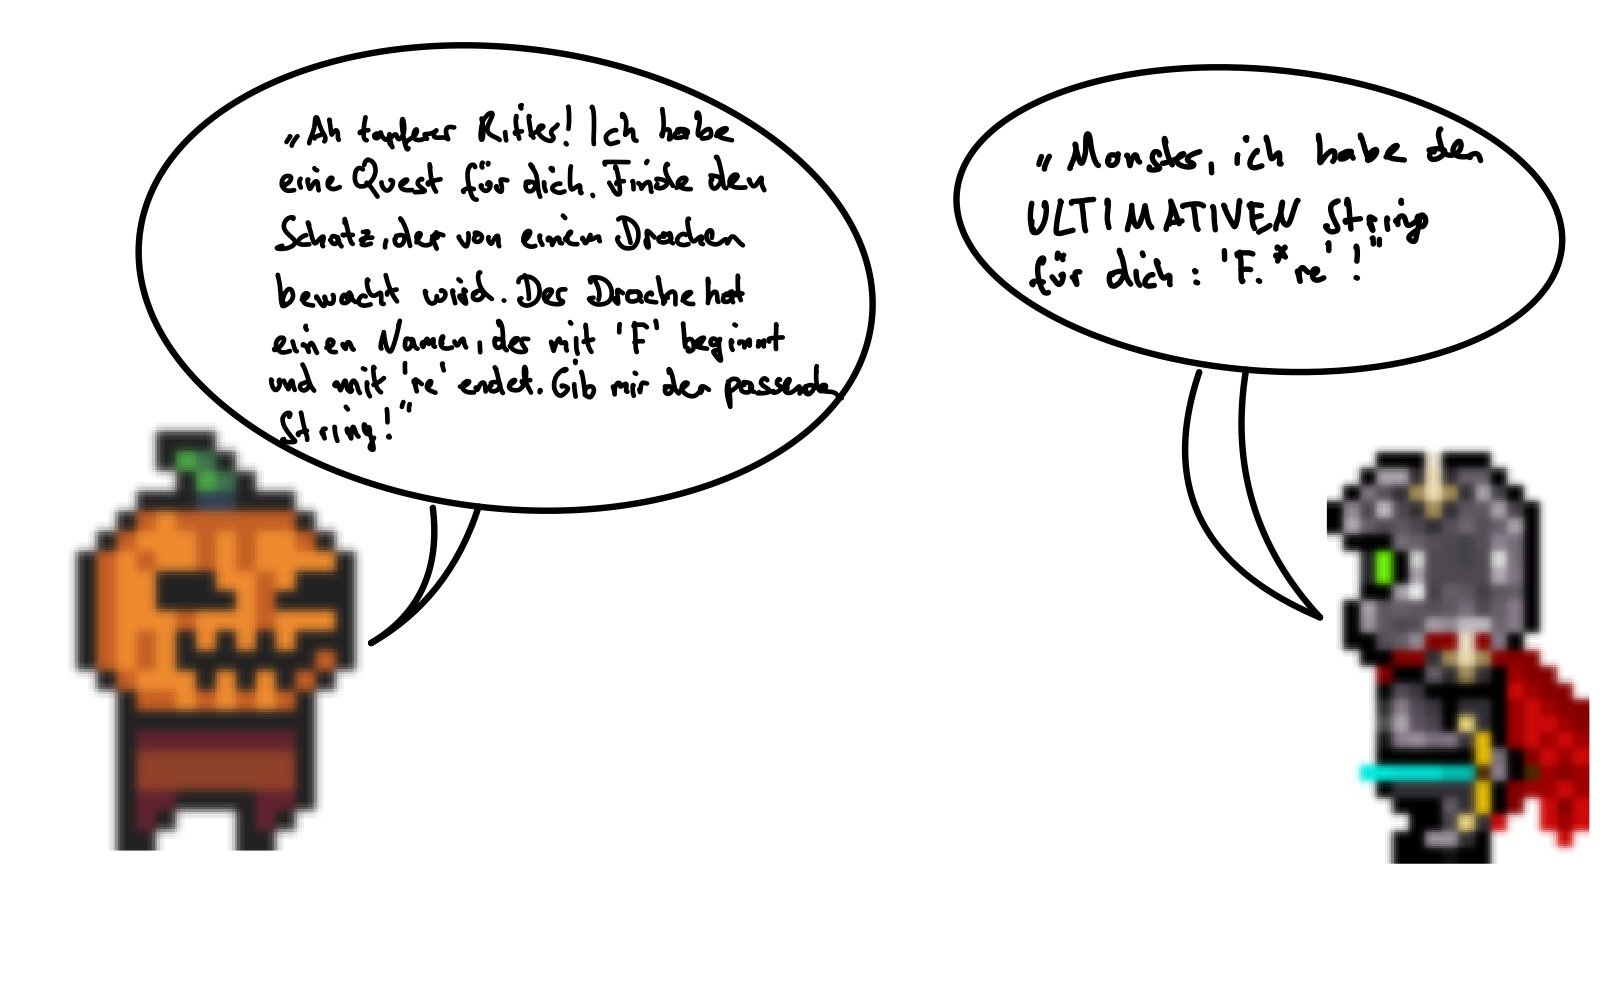 „Ah tapferer Ritter! Ich habe
eine Quest für dich. Finde den
Schatz, der von einem Drachen
bewacht wird. Der Drache hat
einen Namen, der mit 'F' beginnt
und mit 're' endet. Gib mir den passenden
String!"
„Monster, ich habe den
ULTIMATIVEN String
für dich: 'F.*re'!"